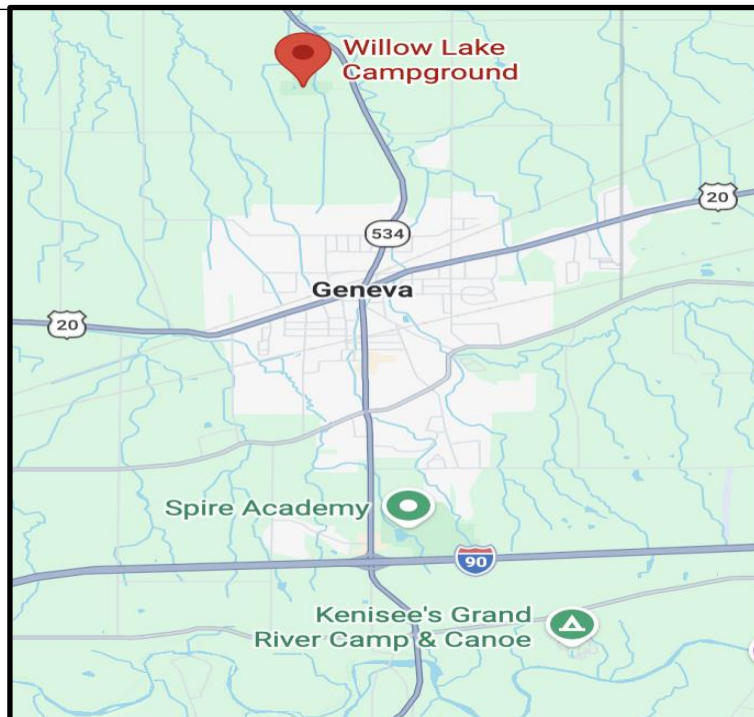 Willow Lake
Campground
20
534
Geneva
20
Spire Academy
90
Kenisee's Grand
River Camp & Canoe